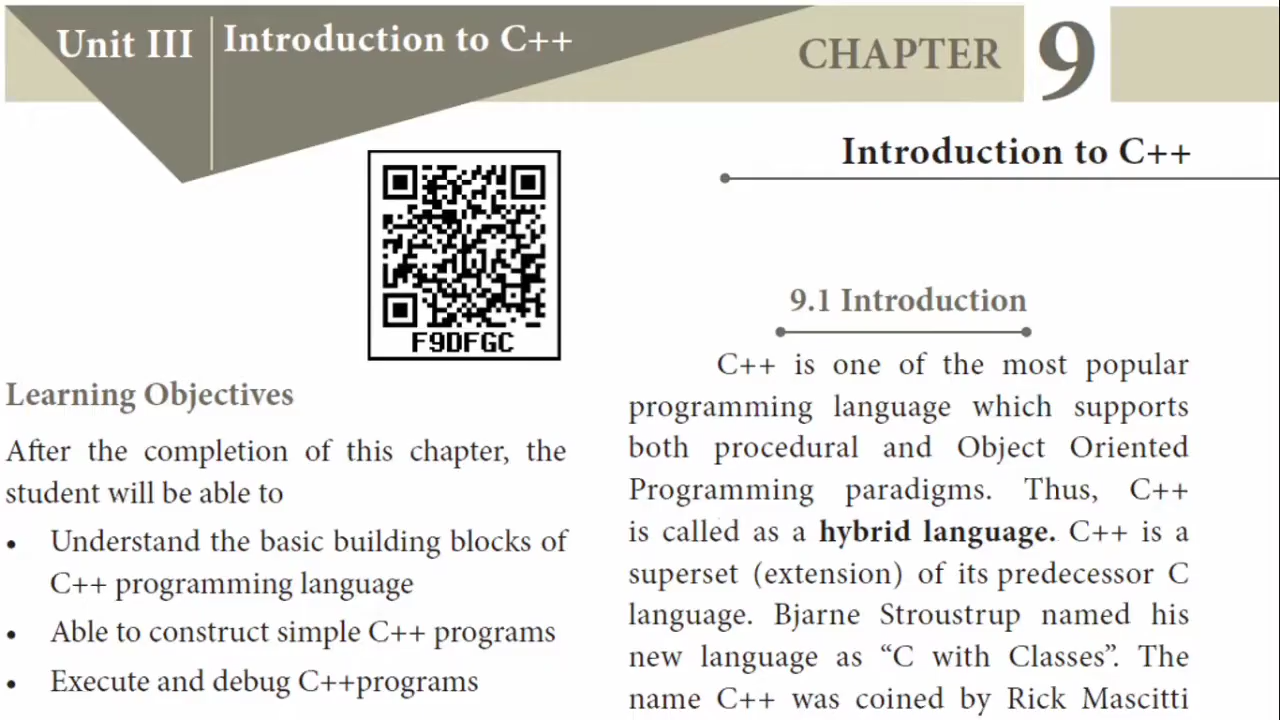 Unit III
Introduction to C++
CHAPTER 9
Introduction to C++
F9DFGC
Learning Objectives
After the completion of this chapter, the
student will be able to
• Understand the basic building blocks of
C++ programming language
• Able to construct simple C++ programs
• Execute and debug C++programs
9.1 Introduction
C++ is one of the most popular
programming language which supports
both procedural and Object Oriented
Programming paradigms. Thus, C++
is called as a hybrid language. C++ is a
superset (extension) of its predecessor C
language. Bjarne Stroustrup named his
new language as “C with Classes”. The
name C++ was coined by Rick Mascitti